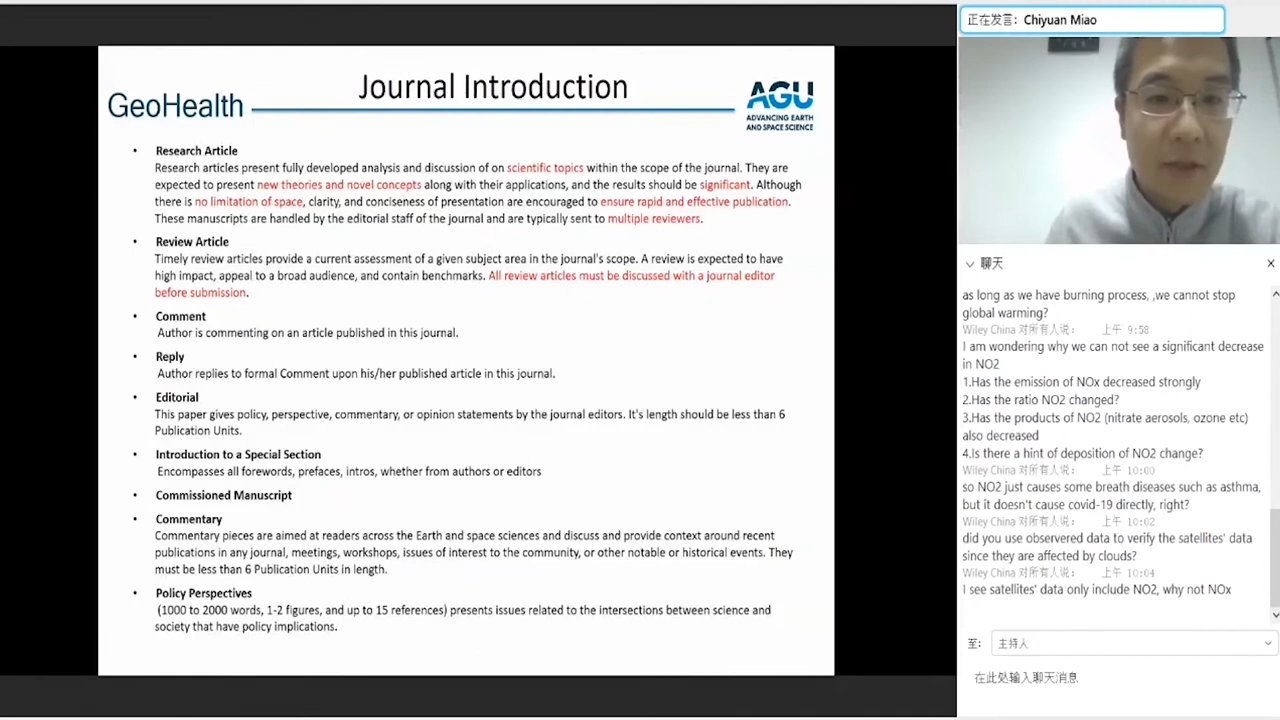 Journal Introduction
GeoHealth
AGU
ADVANCING EARTH
AND SPACE SCIENCE
• Research Article
Research articles present fully developed analysis and discussion of on scientific topics within the scope of the journal. They are
expected to present new theories and novel concepts along with their applications, and the results should be significant. Although
there is no limitation of space, clarity, and conciseness of presentation are encouraged to ensure rapid and effective publication.
These manuscripts are handled by the editorial staff of the journal and are typically sent to multiple reviewers.
• Review Article
Timely review articles provide a current assessment of a given subject area in the journal's scope. A review is expected to have
high impact, appeal to a broad audience, and contain benchmarks. All review articles must be discussed with a journal editor
before submission.
• Comment
Author is commenting on an article published in this journal.
• Reply
Author replies to formal Comment upon his/her published article in this journal.
• Editorial
This paper gives policy, perspective, commentary, or opinion statements by the journal editors. It's length should be less than 6
Publication Units.
• Introduction to a Special Section
Encompasses all forewords, prefaces, intros, whether from authors or editors
• Commissioned Manuscript
• Commentary
Commentary pieces are aimed at readers across the Earth and space sciences and discuss and provide context around recent
publications in any journal, meetings, workshops, issues of interest to the community, or other notable or historical events. They
must be less than 6 Publication Units in length.
• Policy Perspectives
(1000 to 2000 words, 1-2 figures, and up to 15 references) presents issues related to the intersections between science and
society that have policy implications.
正在发言: Chiyuan Miao
聊天
as long as we have burning process, ,we cannot stop
global warming?
Wiley China 对所有人说: 上午 9:58
I am wondering why we can not see a significant decrease
in NO2
1.Has the emission of NOx decreased strongly
2.Has the ratio NO2 changed?
3.Has the products of NO2 (nitrate aerosols, ozone etc)
also decreased
4.Is there a hint of deposition of NO2 change?
Wiley China 对所有人说: 上午 10:00
so NO2 just causes some breath diseases such as asthma,
but it doesn't cause covid-19 directly, right?
Wiley China 对所有人说: 上午 10:02
did you use observered data to verify the satellites' data
since they are affected by clouds?
Wiley China 对所有人说: 上午 10:04
I see satellites' data only include NO2, why not NOx
至: 主持人
在此处输入聊天消息